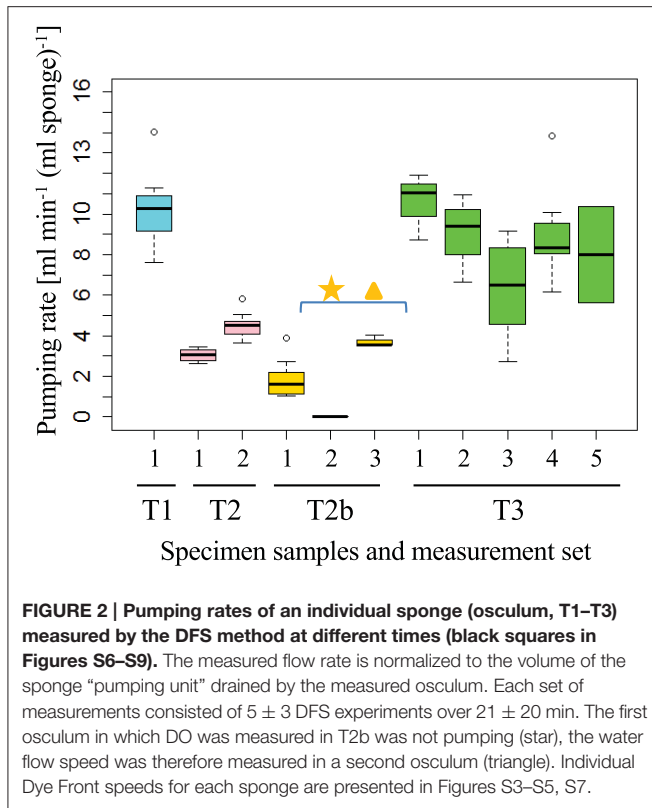 Pumping rate [ml min⁻¹ (ml sponge)⁻¹]
16
13
10
8
6
4
2
0
1 1 2 1 2 3 1 2 3 4 5
T1 T2 T2b T3
Specimen samples and measurement set
FIGURE 2 | Pumping rates of an individual sponge (osculum, T1–T3)
measured by the DFS method at different times (black squares in
Figures S6–S9). The measured flow rate is normalized to the volume of the
sponge “pumping unit” drained by the measured osculum. Each set of
measurements consisted of 5 ± 3 DFS experiments over 21 ± 20 min. The first
osculum in which DO was measured in T2b was not pumping (star), the water
flow speed was therefore measured in a second osculum (triangle). Individual
Dye Front speeds for each sponge are presented in Figures S3–S5, S7.